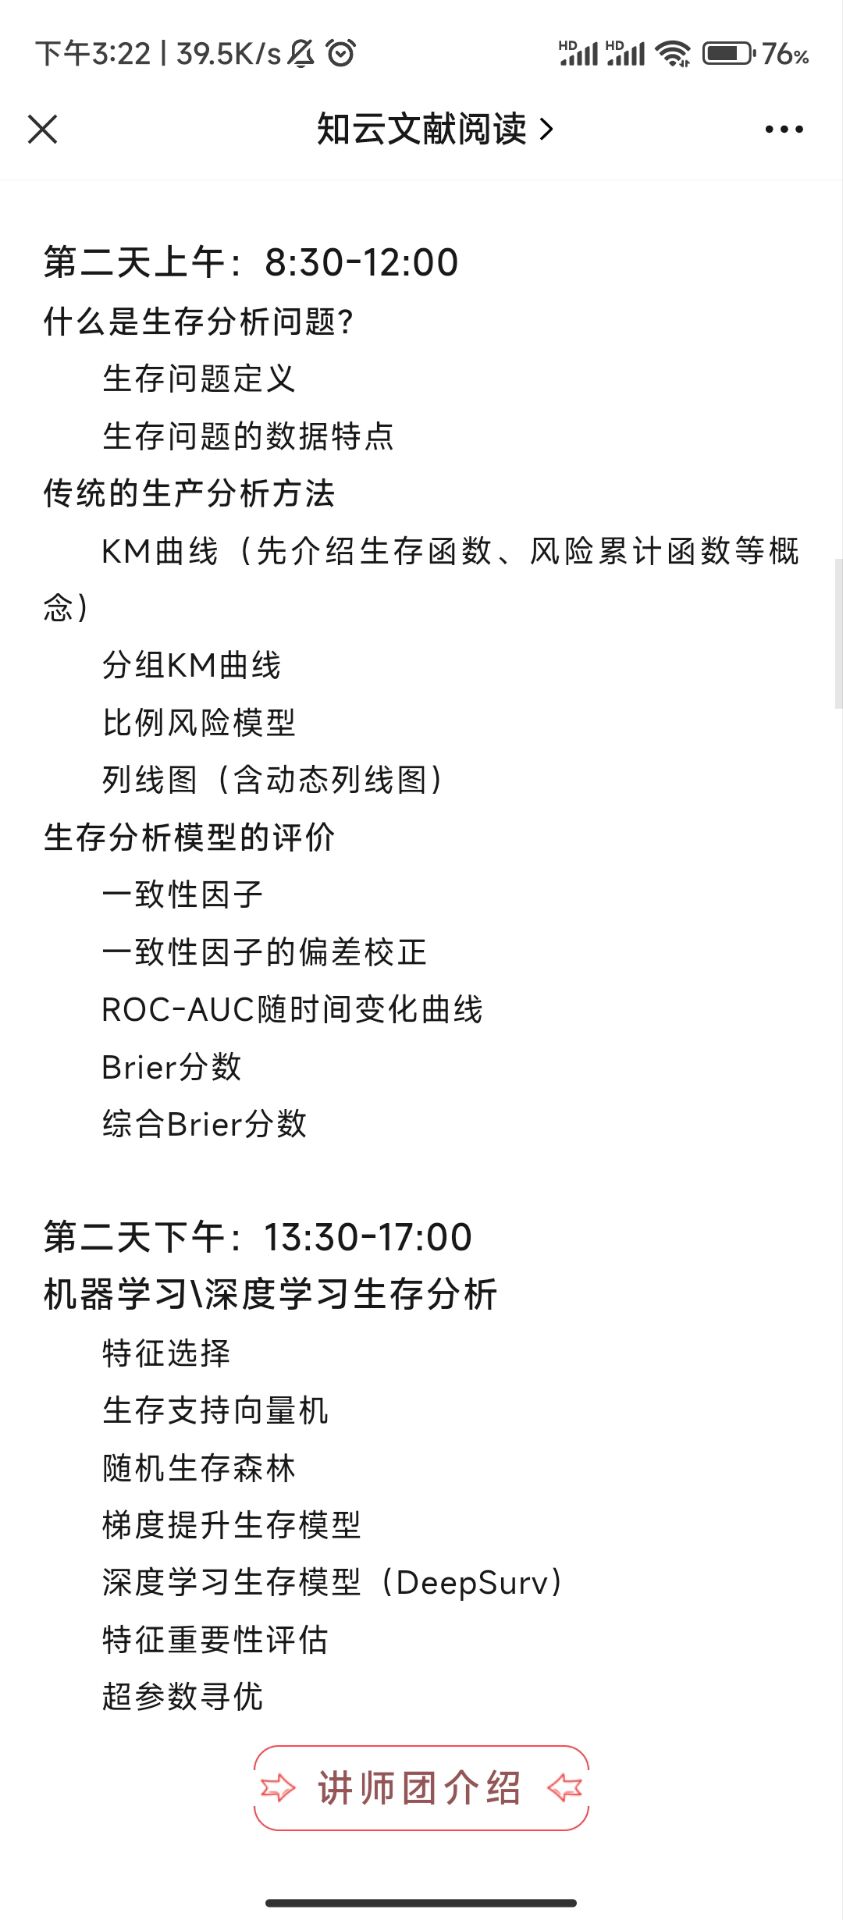 下午3:22 | 39.5K/s HD HD 76%
知云文献阅读
第二天上午：8:30-12:00
什么是生存分析问题？
生存问题定义
生存问题的数据特点
传统的生产分析方法
KM曲线（先介绍生存函数、风险累计函数等概
念）
分组KM曲线
比例风险模型
列线图（含动态列线图）
生存分析模型的评价
一致性因子
一致性因子的偏差校正
ROC-AUC随时间变化曲线
Brier分数
综合Brier分数
第二天下午：13:30-17:00
机器学习\深度学习生存分析
特征选择
生存支持向量机
随机生存森林
梯度提升生存模型
深度学习生存模型（DeepSurv）
特征重要性评估
超参数寻优
讲师团介绍